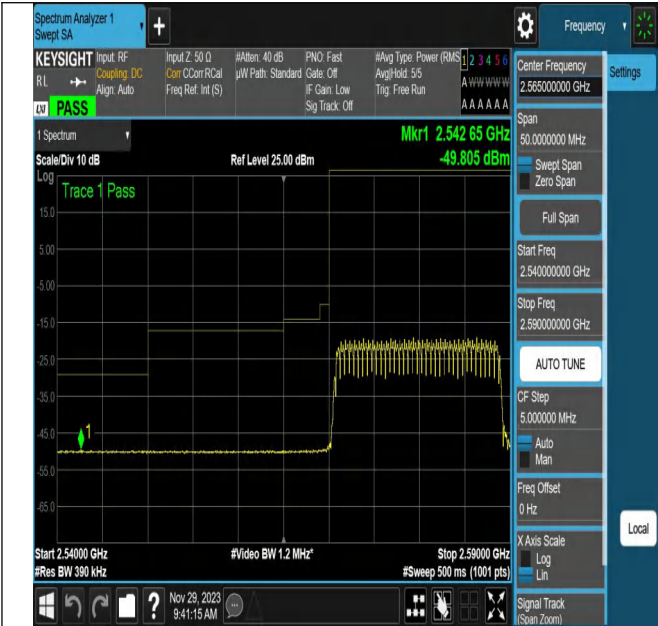 Spectrum Analyzer 1
Swept SA
+
Frequency
KEYSIGHT
RL
LXI
PASS
Input: RF
Coupling: DC
Align: Auto
Input Z: 50 Ω
Corr CCorr RCal
Freq Ref: Int (S)
#Atten: 40 dB
µW Path: Standard
PNO: Fast
Gate: Off
IF Gain: Low
Sig Track: Off
#Avg Type: Power (RMS
Avg|Hold: 5/5
Trig: Free Run
1 2 3 4 5 6
A W W W W W
A A A A A A
1 Spectrum
Scale/Div 10 dB
Ref Level 25.00 dBm
Mkr1 2.542 65 GHz
-49.805 dBm
Log
Trace 1 Pass
15.0
5.00
-5.00
-15.0
-25.0
-35.0
-45.0
-55.0
-65.0
1
Start 2.54000 GHz
#Video BW 1.2 MHz*
Stop 2.59000 GHz
#Res BW 390 kHz
#Sweep 500 ms (1001 pts)
Nov 29, 2023
9:41:15 AM
?
Center Frequency
2.565000000 GHz
Settings
Span
50.0000000 MHz
Swept Span
Zero Span
Full Span
Start Freq
2.540000000 GHz
Stop Freq
2.590000000 GHz
AUTO TUNE
CF Step
5.000000 MHz
Auto
Man
Freq Offset
0 Hz
X Axis Scale
Log
Lin
Local
Signal Track
(Span Zoom)